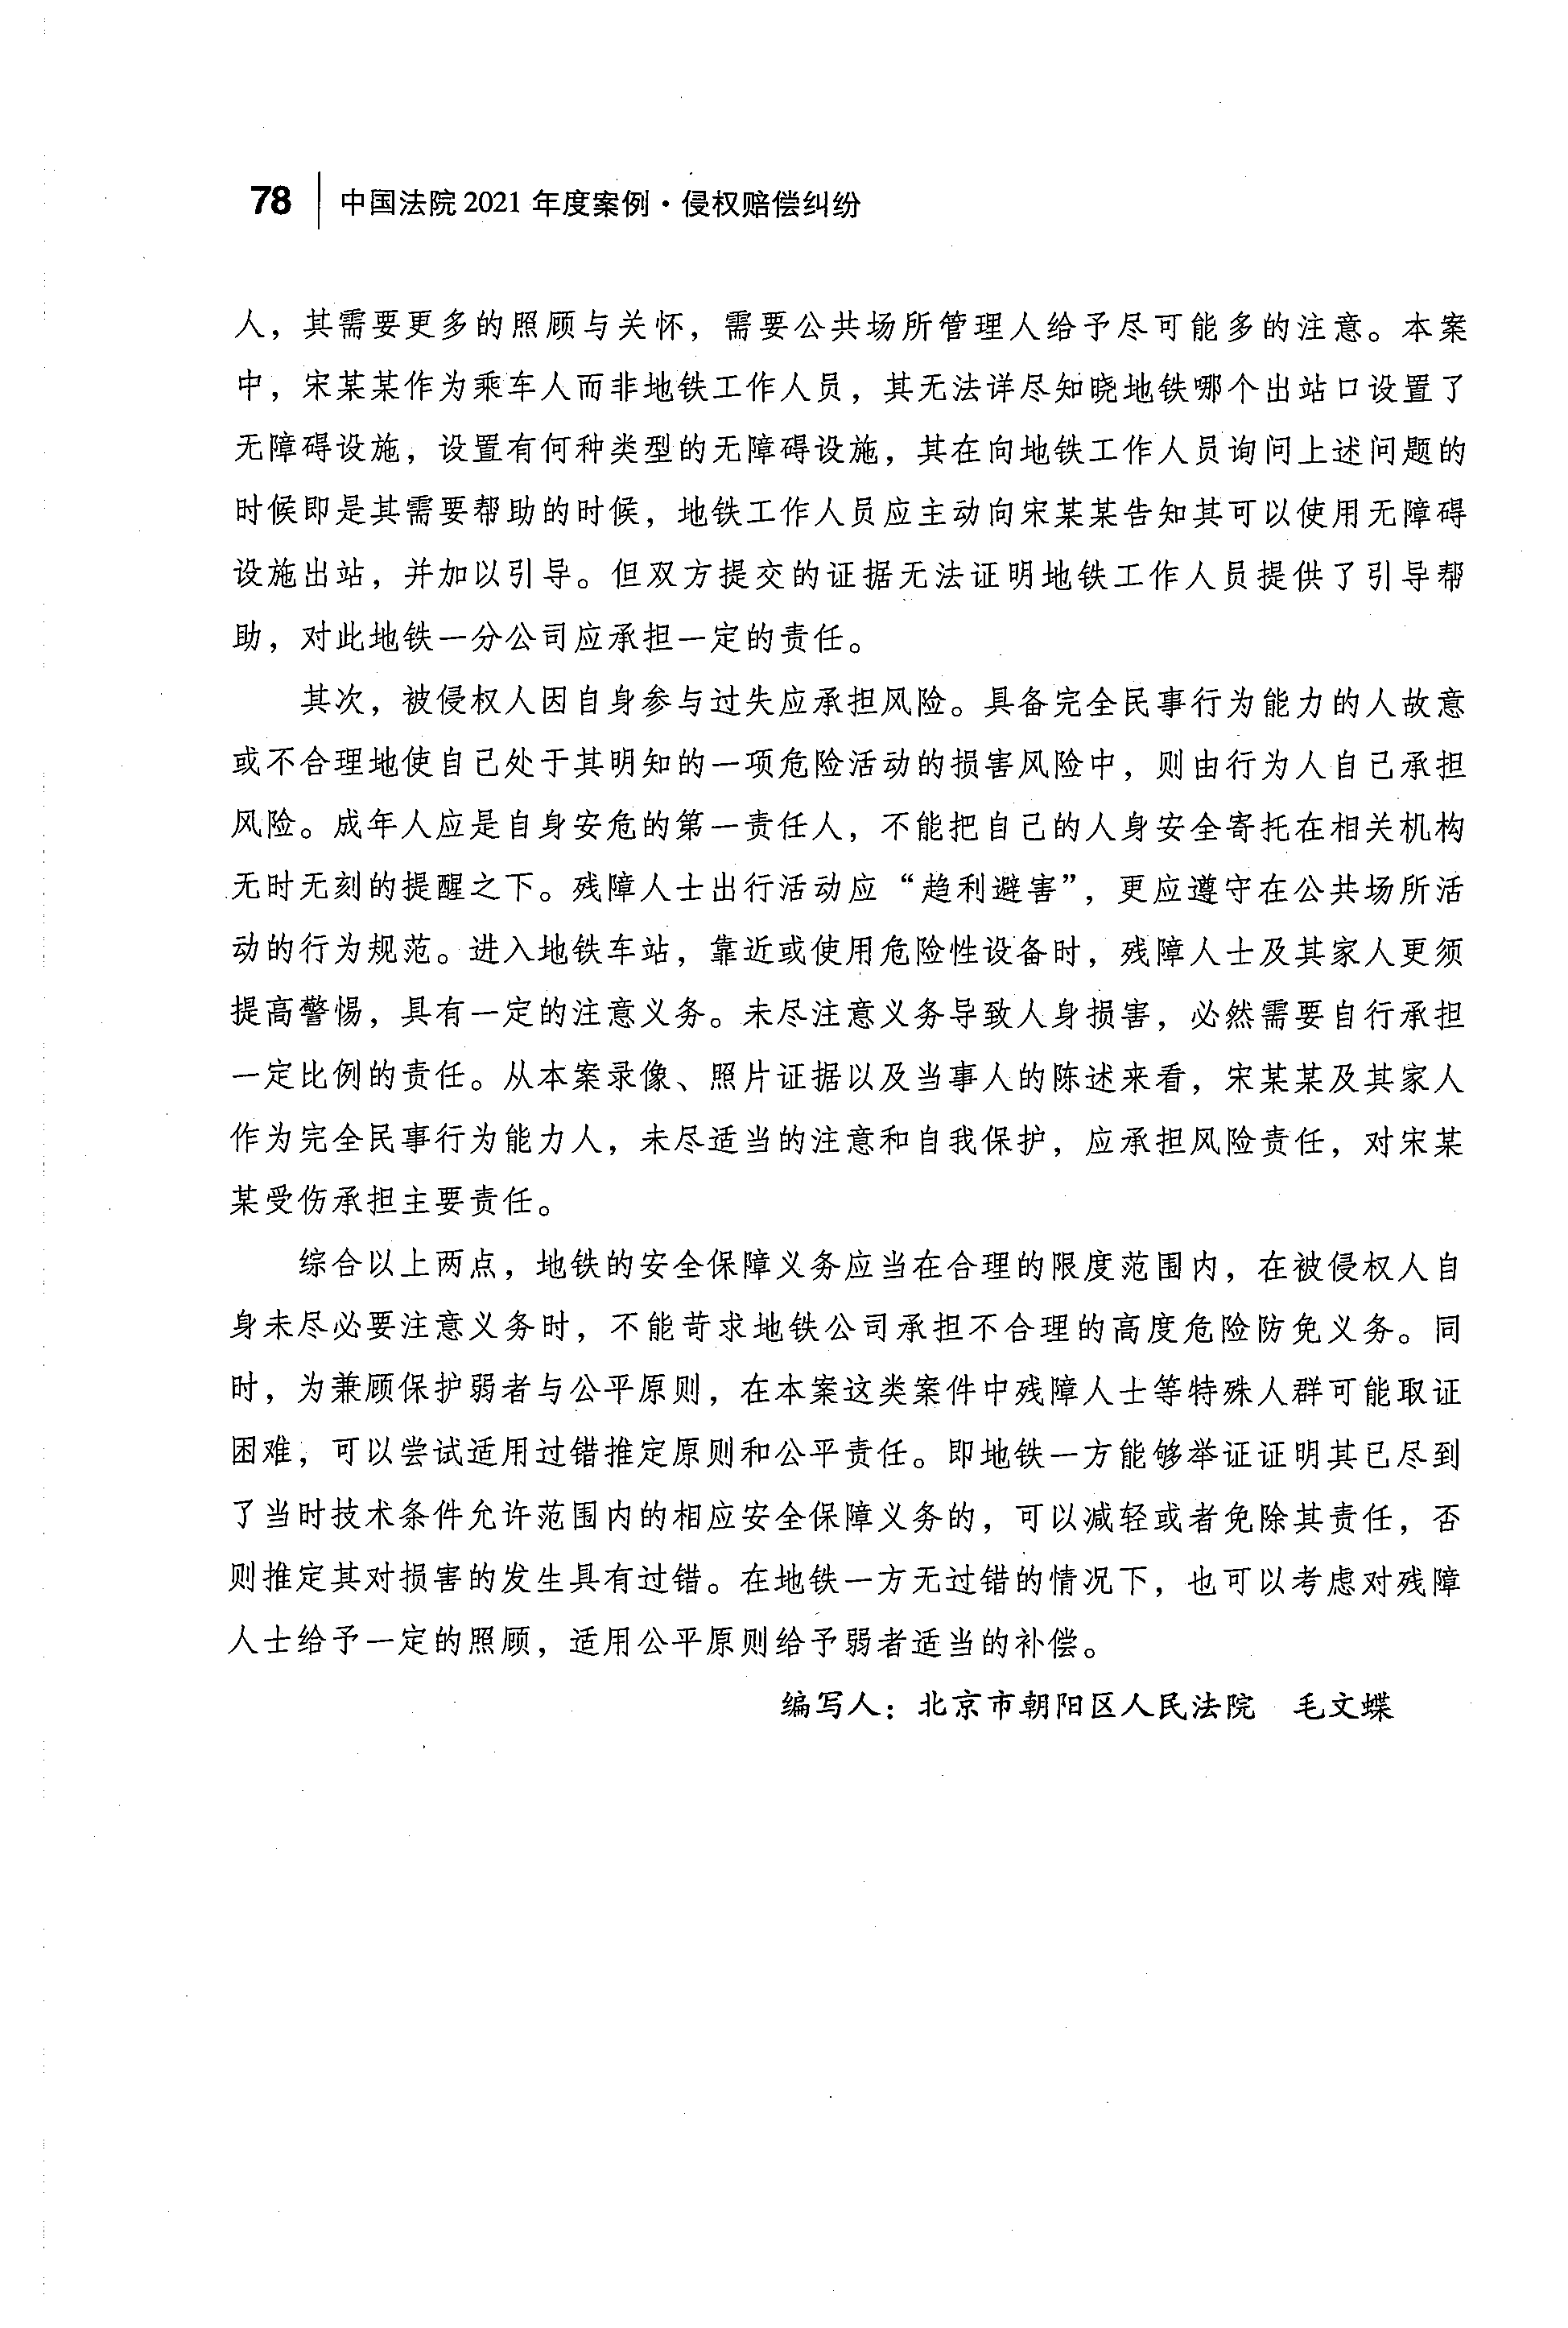 78 中国法院2021年度案例·侵权赔偿纠纷
人，其需要更多的照顾与关怀，需要公共场所管理人给予尽可能多的注意。本案
中，宋某某作为乘车人而非地铁工作人员，其无法详尽知晓地铁哪个出站口设置了
无障碍设施，设置有何种类型的无障碍设施，其在向地铁工作人员询问上述问题的
时候即是其需要帮助的时候，地铁工作人员应主动向宋某某告知其可以使用无障碍
设施出站，并加以引导。但双方提交的证据无法证明地铁工作人员提供了引导帮
助，对此地铁一分公司应承担一定的责任。
其次，被侵权人因自身参与过失应承担风险。具备完全民事行为能力的人故意
或不合理地使自己处于其明知的一项危险活动的损害风险中，则由行为人自己承担
风险。成年人应是自身安危的第一责任人，不能把自己的人身安全寄托在相关机构
无时无刻的提醒之下。残障人士出行活动应“趋利避害”，更应遵守在公共场所活
动的行为规范。进入地铁车站，靠近或使用危险性设备时，残障人士及其家人更须
提高警惕，具有一定的注意义务。未尽注意义务导致人身损害，必然需要自行承担
一定比例的责任。从本案录像、照片证据以及当事人的陈述来看，宋某某及其家人
作为完全民事行为能力人，未尽适当的注意和自我保护，应承担风险责任，对宋某
某受伤承担主要责任。
综合以上两点，地铁的安全保障义务应当在合理的限度范围内，在被侵权人自
身未尽必要注意义务时，不能苛求地铁公司承担不合理的高度危险防免义务。同
时，为兼顾保护弱者与公平原则，在本案这类案件中残障人士等特殊人群可能取证
困难，可以尝试适用过错推定原则和公平责任。即地铁一方能够举证证明其已尽到
了当时技术条件允许范围内的相应安全保障义务的，可以减轻或者免除其责任，否
则推定其对损害的发生具有过错。在地铁一方无过错的情况下，也可以考虑对残障
人士给予一定的照顾，适用公平原则给予弱者适当的补偿。
编写人：北京市朝阳区人民法院 毛文蝶